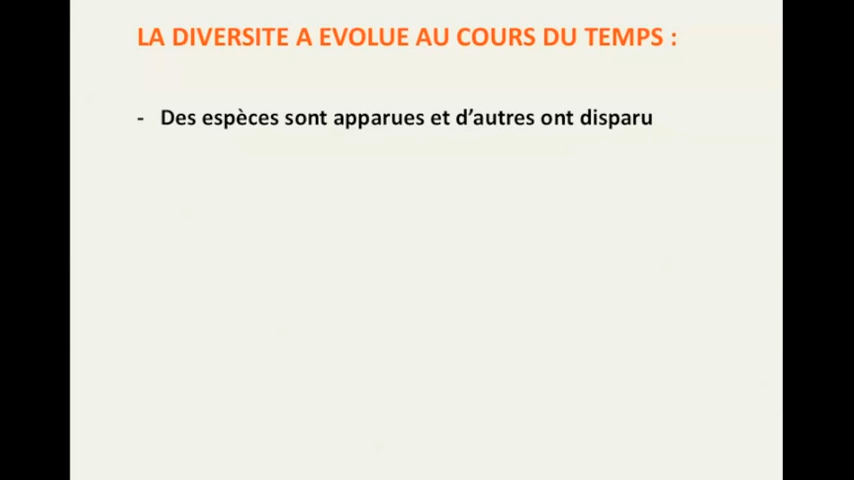 LA DIVERSITE A EVOLUE AU COURS DU TEMPS :
- Des espèces sont apparues et d’autres ont disparu